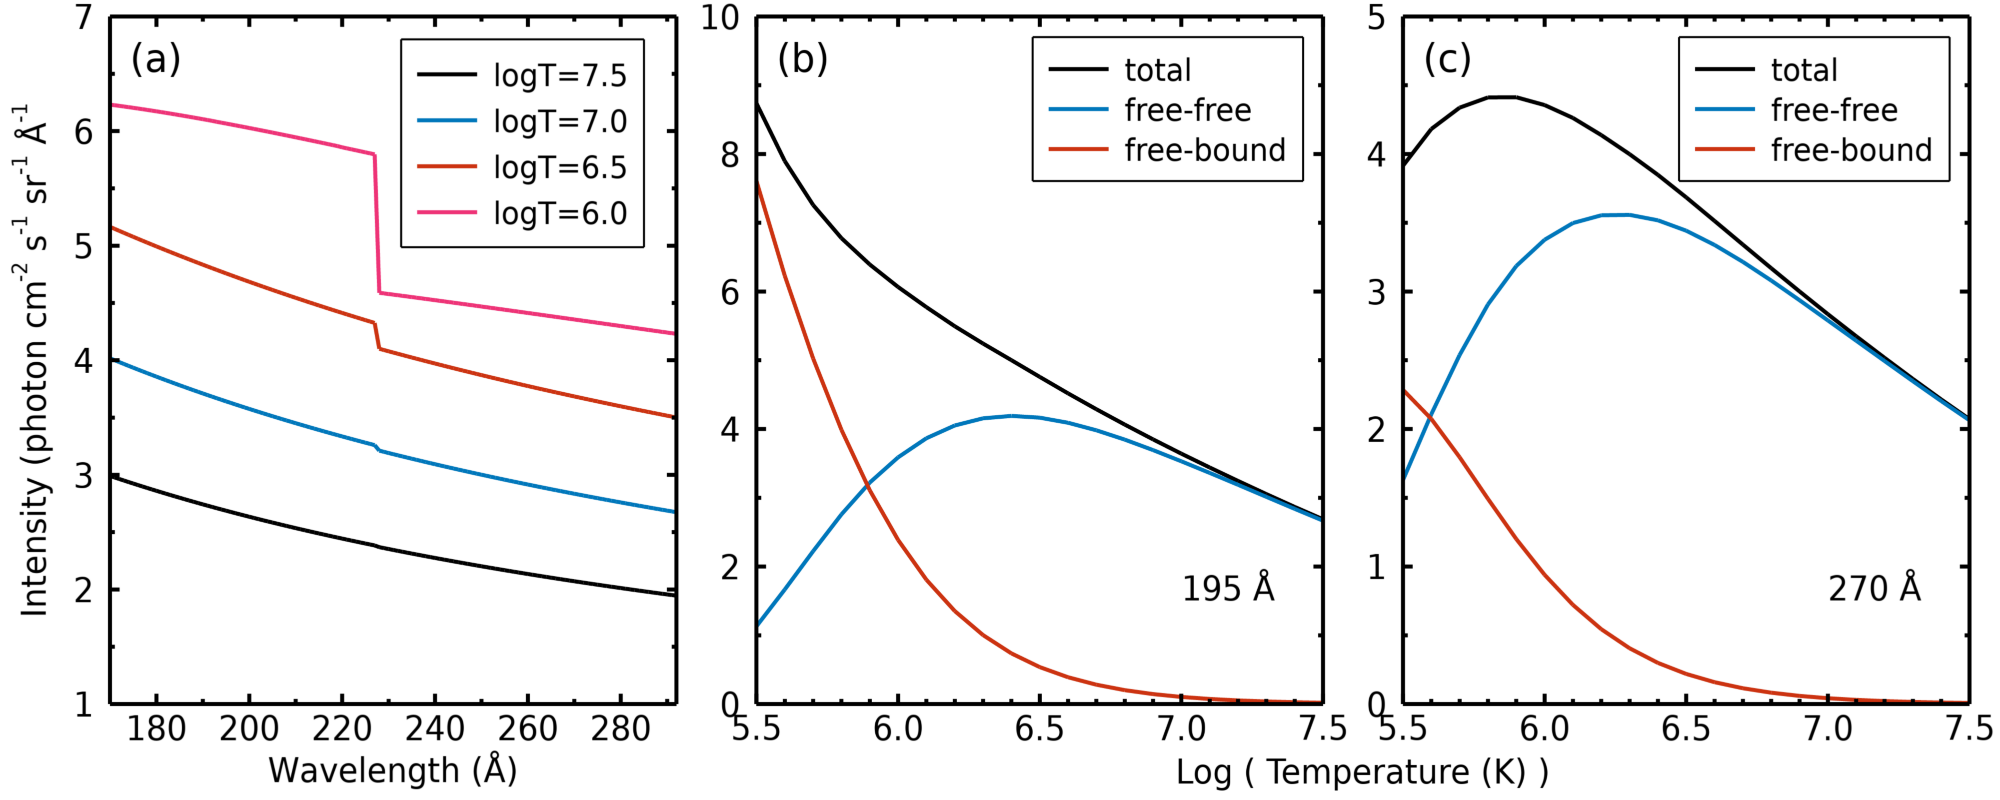 Intensity (photon cm⁻² s⁻¹ sr⁻¹ Å⁻¹
7
6
5
4
3
2
1
(a)
logT=7.5
logT=7.0
logT=6.5
logT=6.0
180 200 220 240 260 280
Wavelength (Å)
10
8
6
4
2
0
(b)
total
free-free
free-bound
195 Å
5.5 6.0 6.5 7.0 7.5
5
4
3
2
1
0
(c)
total
free-free
free-bound
270 Å
5.5 6.0 6.5 7.0 7.5
Log ( Temperature (K) )